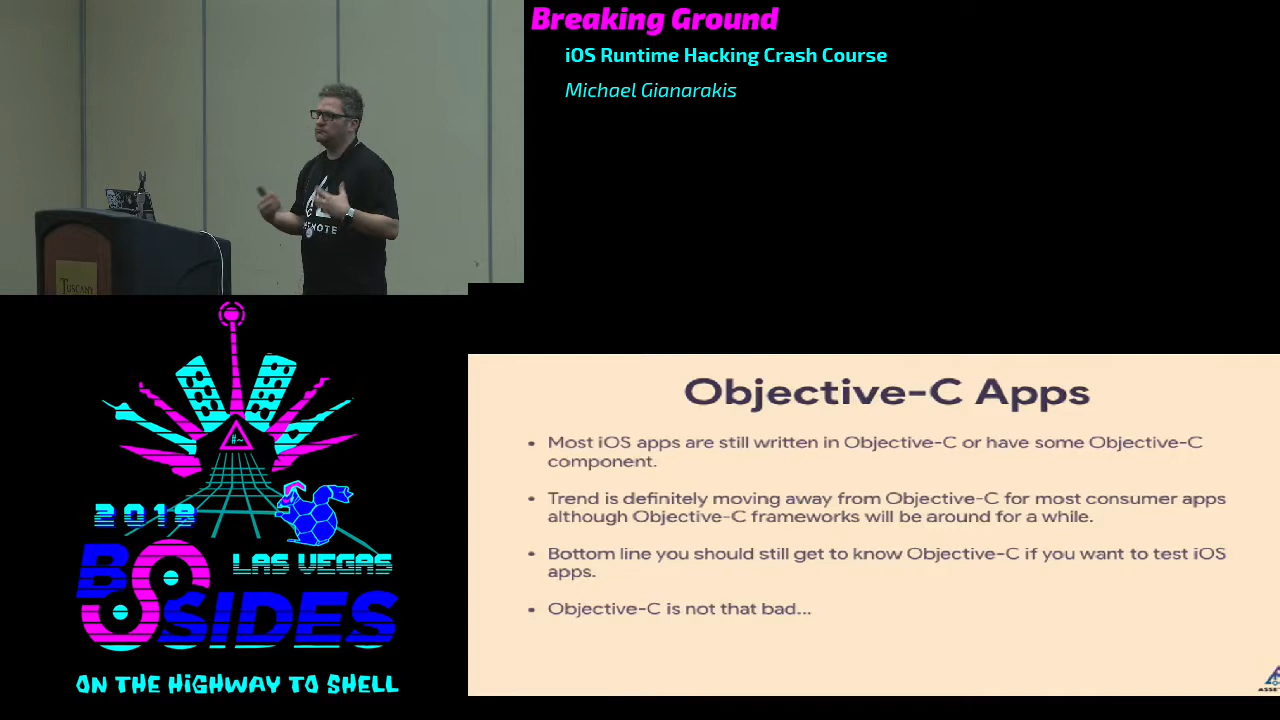 Breaking Ground
iOS Runtime Hacking Crash Course
Michael Gianarakis
TUSCANY
#~
2018
LAS VEGAS
BSIDES
ON THE HIGHWAY TO SHELL
Objective-C Apps
• Most iOS apps are still written in Objective-C or have some Objective-C
component.
• Trend is definitely moving away from Objective-C for most consumer apps
although Objective-C frameworks will be around for a while.
• Bottom line you should still get to know Objective-C if you want to test iOS
apps.
• Objective-C is not that bad...